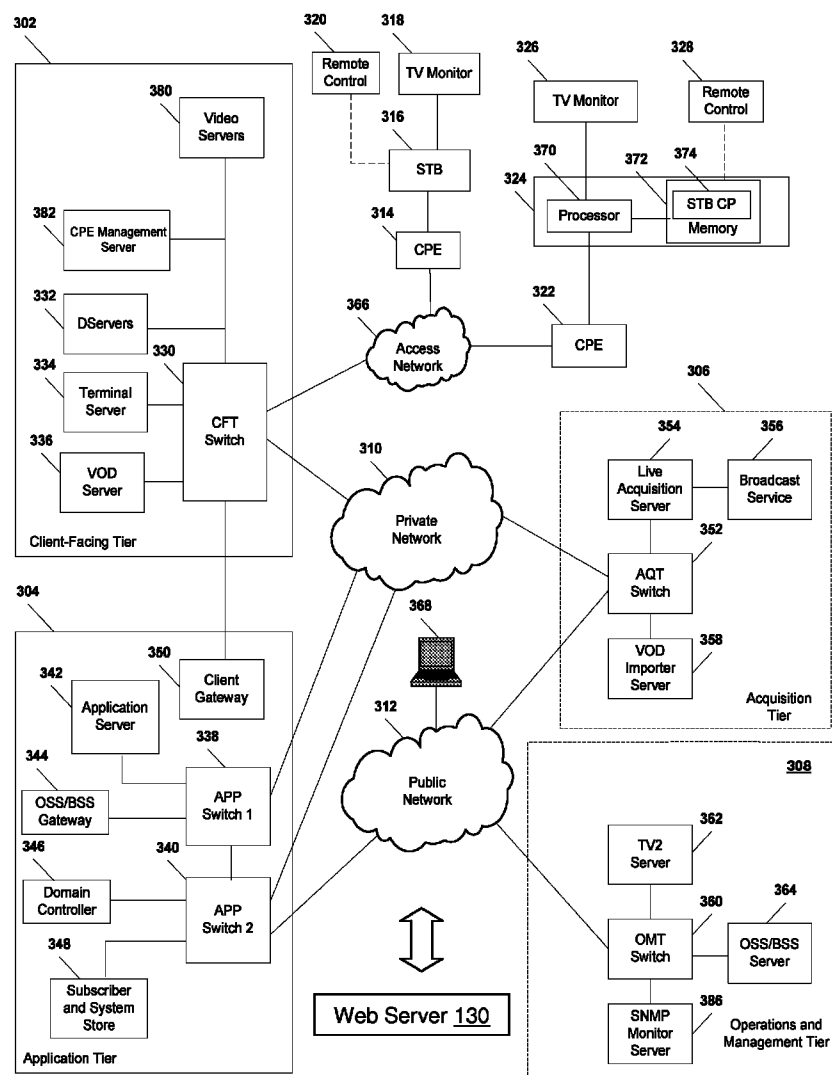 302
320
318
326
328
Remote
Control
TV Monitor
TV Monitor
Remote
Control
380
Video
Servers
316
STB
370
372
374
324
Processor
STB CP
Memory
382
CPE Management
Server
314
CPE
332
DServers
330
366
Access
Network
322
CPE
334
Terminal
Server
CFT
Switch
336
VOD
Server
Client-Facing Tier
306
310
Private
Network
354
356
Live
Acquisition
Server
Broadcast
Service
352
AQT
Switch
358
VOD
Importer
Server
Acquisition
Tier
304
368
350
Client
Gateway
342
Application
Server
312
Public
Network
338
344
OSS/BSS
Gateway
APP
Switch 1
346
340
Domain
Controller
APP
Switch 2
348
Subscriber
and System
Store
Application Tier
308
362
TV2
Server
360
364
OMT
Switch
OSS/BSS
Server
386
SNMP
Monitor
Server
Operations and
Management Tier
Web Server 130